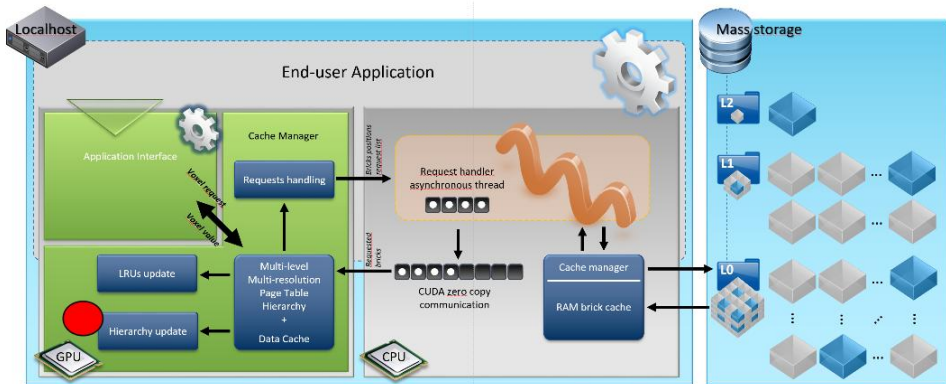 Localhost
Mass storage
End-user Application
Cache Manager
Application Interface
Requests handling
Bricks positions
request list
Request handler
asynchronous thread
Voxel request
Voxel value
LRUs update
Hierarchy update
Multi-level
Multi-resolution
Page Table
Hierarchy
+
Data Cache
Requested
bricks
CUDA zero copy
communication
Cache manager
RAM brick cache
GPU
CPU
L2
L1
L0
...
...
...
...